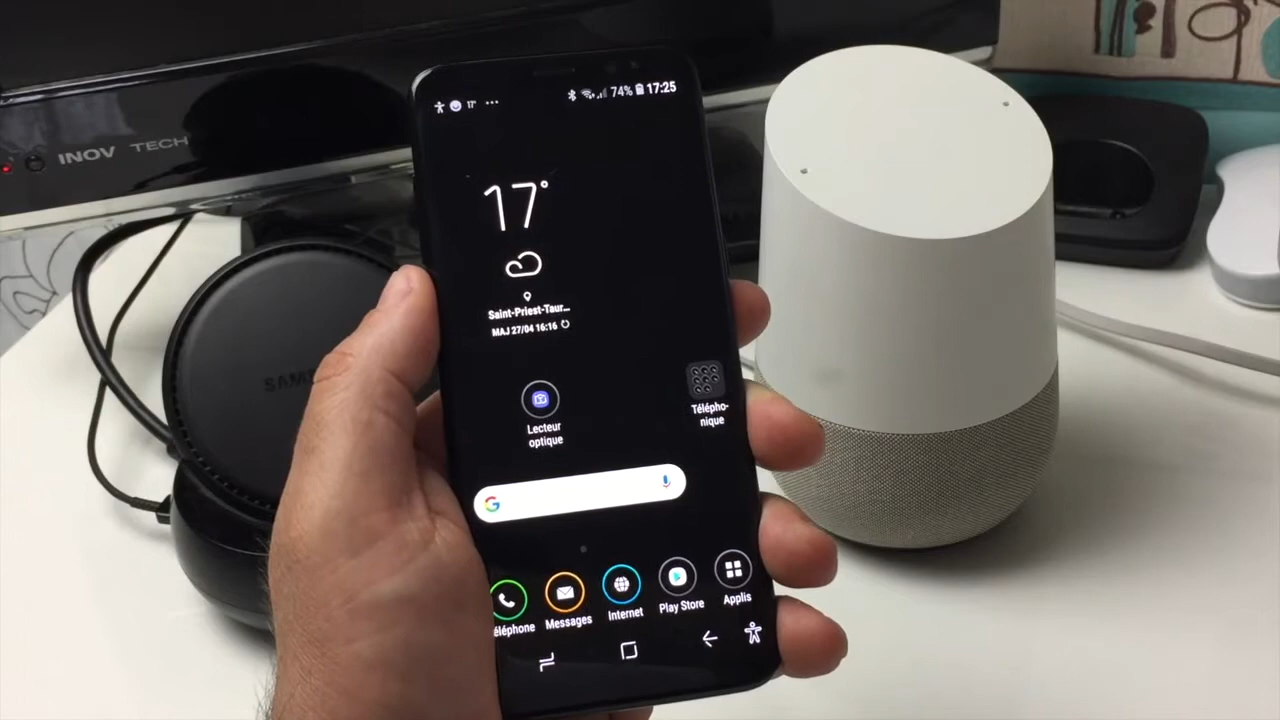 INOV TECH
17°
74% 17:25
17°
Saint-Priest-Taur...
MAJ 27/04 16:16
Lecteur
optique
Télépho-
nique
éléphone
Messages
Internet
Play Store
Applis